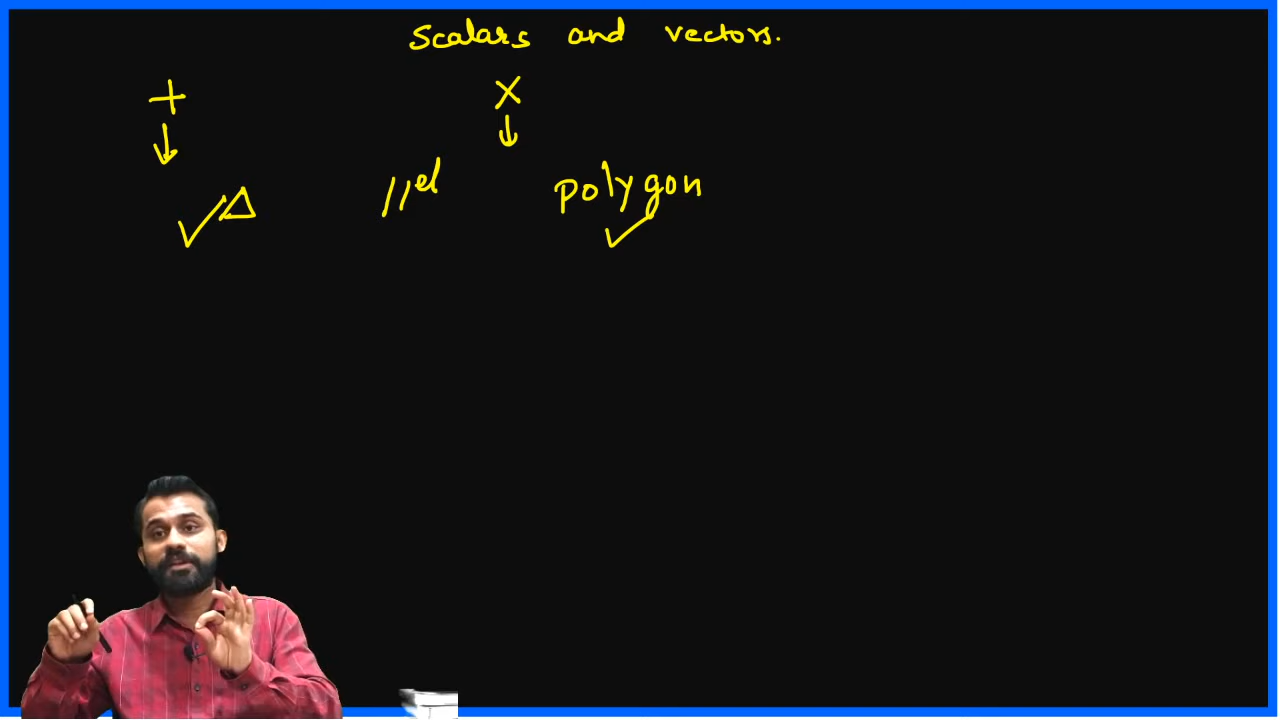 Scalars and vectors.
+ ×
Δ //el polygon